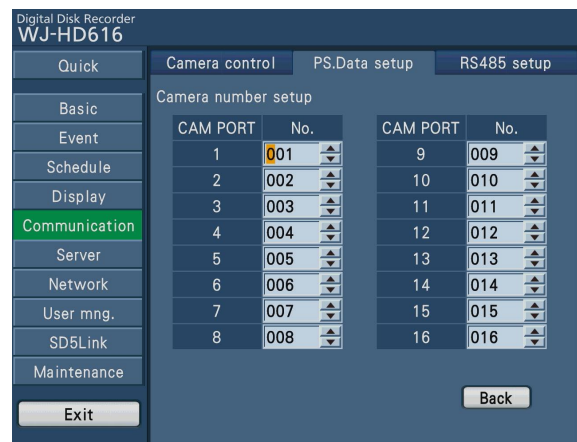 Digital Disk Recorder
WJ-HD616
Quick
Basic
Event
Schedule
Display
Communication
Server
Network
User mng.
SD5Link
Maintenance
Exit
Camera control PS.Data setup RS485 setup
Camera number setup
CAM PORT No. CAM PORT No.
1 001 9 009
2 002 10 010
3 003 11 011
4 004 12 012
5 005 13 013
6 006 14 014
7 007 15 015
8 008 16 016
Back